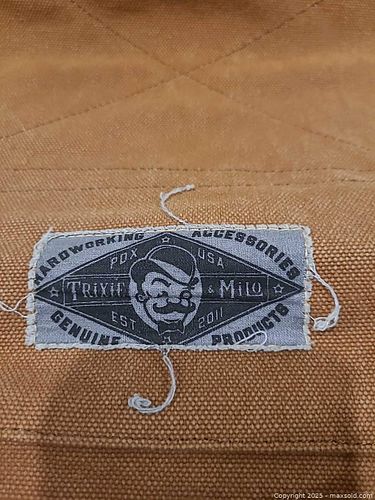 HARDWORKING ACCESSORIES
PDX USA
TRIXIE & MILO
EST 2011
GENUINE PRODUCTS
Copyright 2025 - maxsold.com